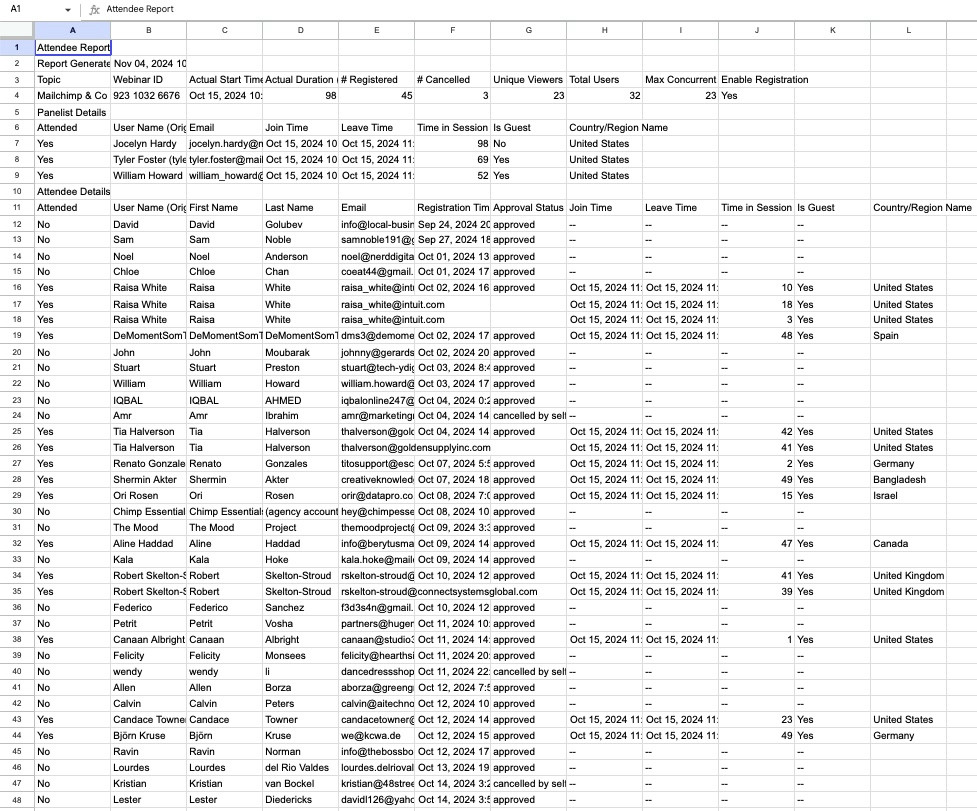 A1 fx Attendee Report
A B C D E F G H I J K L
1 Attendee Report
2 Report Generate Nov 04, 2024 10
3 Topic Webinar ID Actual Start Time Actual Duration ( # Registered # Cancelled Unique Viewers Total Users Max Concurrent Enable Registration
4 Mailchimp & Co 923 1032 6676 Oct 15, 2024 10: 98 45 3 23 32 23 Yes
5 Panelist Details
6 Attended User Name (Orig Email Join Time Leave Time Time in Session Is Guest Country/Region Name
7 Yes Jocelyn Hardy jocelyn.hardy@n Oct 15, 2024 10 Oct 15, 2024 11: 98 No United States
8 Yes Tyler Foster (tyle tyler.foster@mail Oct 15, 2024 10 Oct 15, 2024 11: 69 Yes United States
9 Yes William Howard william_howard@ Oct 15, 2024 10 Oct 15, 2024 11: 52 Yes United States
10 Attendee Details
11 Attended User Name (Orig First Name Last Name Email Registration Tim Approval Status Join Time Leave Time Time in Session Is Guest Country/Region Name
12 No David David Golubev info@local-busin Sep 24, 2024 20 approved -- -- -- --
13 No Sam Sam Noble samnoble191@g Sep 27, 2024 18 approved -- -- -- --
14 No Noel Noel Anderson noel@nerddigita Oct 01, 2024 13 approved -- -- -- --
15 No Chloe Chloe Chan coeat44@gmail. Oct 01, 2024 17 approved -- -- -- --
16 Yes Raisa White Raisa White raisa_white@int Oct 02, 2024 16 approved Oct 15, 2024 11: Oct 15, 2024 11: 10 Yes United States
17 Yes Raisa White Raisa White raisa_white@intuit.com Oct 15, 2024 11: Oct 15, 2024 11: 18 Yes United States
18 Yes Raisa White Raisa White raisa_white@intuit.com Oct 15, 2024 11: Oct 15, 2024 11: 3 Yes United States
19 Yes DeMomentSomT DeMomentSomT DeMomentSomT dms3@demome Oct 02, 2024 17 approved Oct 15, 2024 11: Oct 15, 2024 11: 48 Yes Spain
20 No John John Moubarak johnny@gerards Oct 02, 2024 20 approved -- -- -- --
21 No Stuart Stuart Preston stuart@tech-ydig Oct 03, 2024 8:4 approved -- -- -- --
22 No William William Howard william.howard@ Oct 03, 2024 17 approved -- -- -- --
23 No IQBAL IQBAL AHMED iqbalonline247@ Oct 04, 2024 0:2 approved -- -- -- --
24 No Amr Amr Ibrahim amr@marketing Oct 04, 2024 14 cancelled by self -- -- -- --
25 Yes Tia Halverson Tia Halverson thalverson@gold Oct 04, 2024 14 approved Oct 15, 2024 11: Oct 15, 2024 11: 42 Yes United States
26 Yes Tia Halverson Tia Halverson thalverson@goldensupplyinc.com Oct 15, 2024 11: Oct 15, 2024 11: 41 Yes United States
27 Yes Renato Gonzale Renato Gonzales titosupport@esc Oct 07, 2024 5:5 approved Oct 15, 2024 11: Oct 15, 2024 11: 2 Yes Germany
28 Yes Shermin Akter Shermin Akter creativeknowled Oct 07, 2024 18 approved Oct 15, 2024 11: Oct 15, 2024 11: 49 Yes Bangladesh
29 Yes Ori Rosen Ori Rosen orir@datapro.co Oct 08, 2024 7:0 approved Oct 15, 2024 11: Oct 15, 2024 11: 15 Yes Israel
30 No Chimp Essential Chimp Essentials (agency account hey@chimpesse Oct 08, 2024 10 approved -- -- -- --
31 No The Mood The Mood Project themoodproject@ Oct 09, 2024 3:3 approved -- -- -- --
32 Yes Aline Haddad Aline Haddad info@berytusma Oct 09, 2024 14 approved Oct 15, 2024 11: Oct 15, 2024 11: 47 Yes Canada
33 No Kala Kala Hoke kala.hoke@maile Oct 09, 2024 14 approved -- -- -- --
34 Yes Robert Skelton-S Robert Skelton-Stroud rskelton-stroud@ Oct 10, 2024 12 approved Oct 15, 2024 11: Oct 15, 2024 11: 41 Yes United Kingdom
35 Yes Robert Skelton-S Robert Skelton-Stroud rskelton-stroud@connectsystemsglobal.com Oct 15, 2024 11: Oct 15, 2024 11: 39 Yes United Kingdom
36 No Federico Federico Sanchez f3d3s4n@gmail. Oct 10, 2024 12 approved -- -- -- --
37 No Petrit Petrit Vosha partners@huger Oct 11, 2024 10: approved -- -- -- --
38 Yes Canaan Albright Canaan Albright canaan@studio3 Oct 11, 2024 14: approved Oct 15, 2024 11: Oct 15, 2024 11: 1 Yes United States
39 No Felicity Felicity Monsees felicity@hearthsi Oct 11, 2024 20: approved -- -- -- --
40 No wendy wendy li dancedressshop Oct 11, 2024 22: cancelled by self -- -- -- --
41 No Allen Allen Borza aborza@greeng Oct 12, 2024 7:5 approved -- -- -- --
42 No Calvin Calvin Peters calvin@aitechno Oct 12, 2024 10 approved -- -- -- --
43 Yes Candace Towne Candace Towner candacetowner@ Oct 12, 2024 14 approved Oct 15, 2024 11: Oct 15, 2024 11: 23 Yes United States
44 Yes Björn Kruse Björn Kruse we@kcwa.de Oct 12, 2024 15 approved Oct 15, 2024 11: Oct 15, 2024 11: 49 Yes Germany
45 No Ravin Ravin Norman info@thebossbo Oct 12, 2024 17 approved -- -- -- --
46 No Lourdes Lourdes del Rio Valdes lourdes.delrioval Oct 13, 2024 19 approved -- -- -- --
47 No Kristian Kristian van Bockel kristian@48stree Oct 14, 2024 3:2 cancelled by self -- -- -- --
48 No Lester Lester Diedericks davidl126@yaho Oct 14, 2024 3:5 approved -- -- -- --